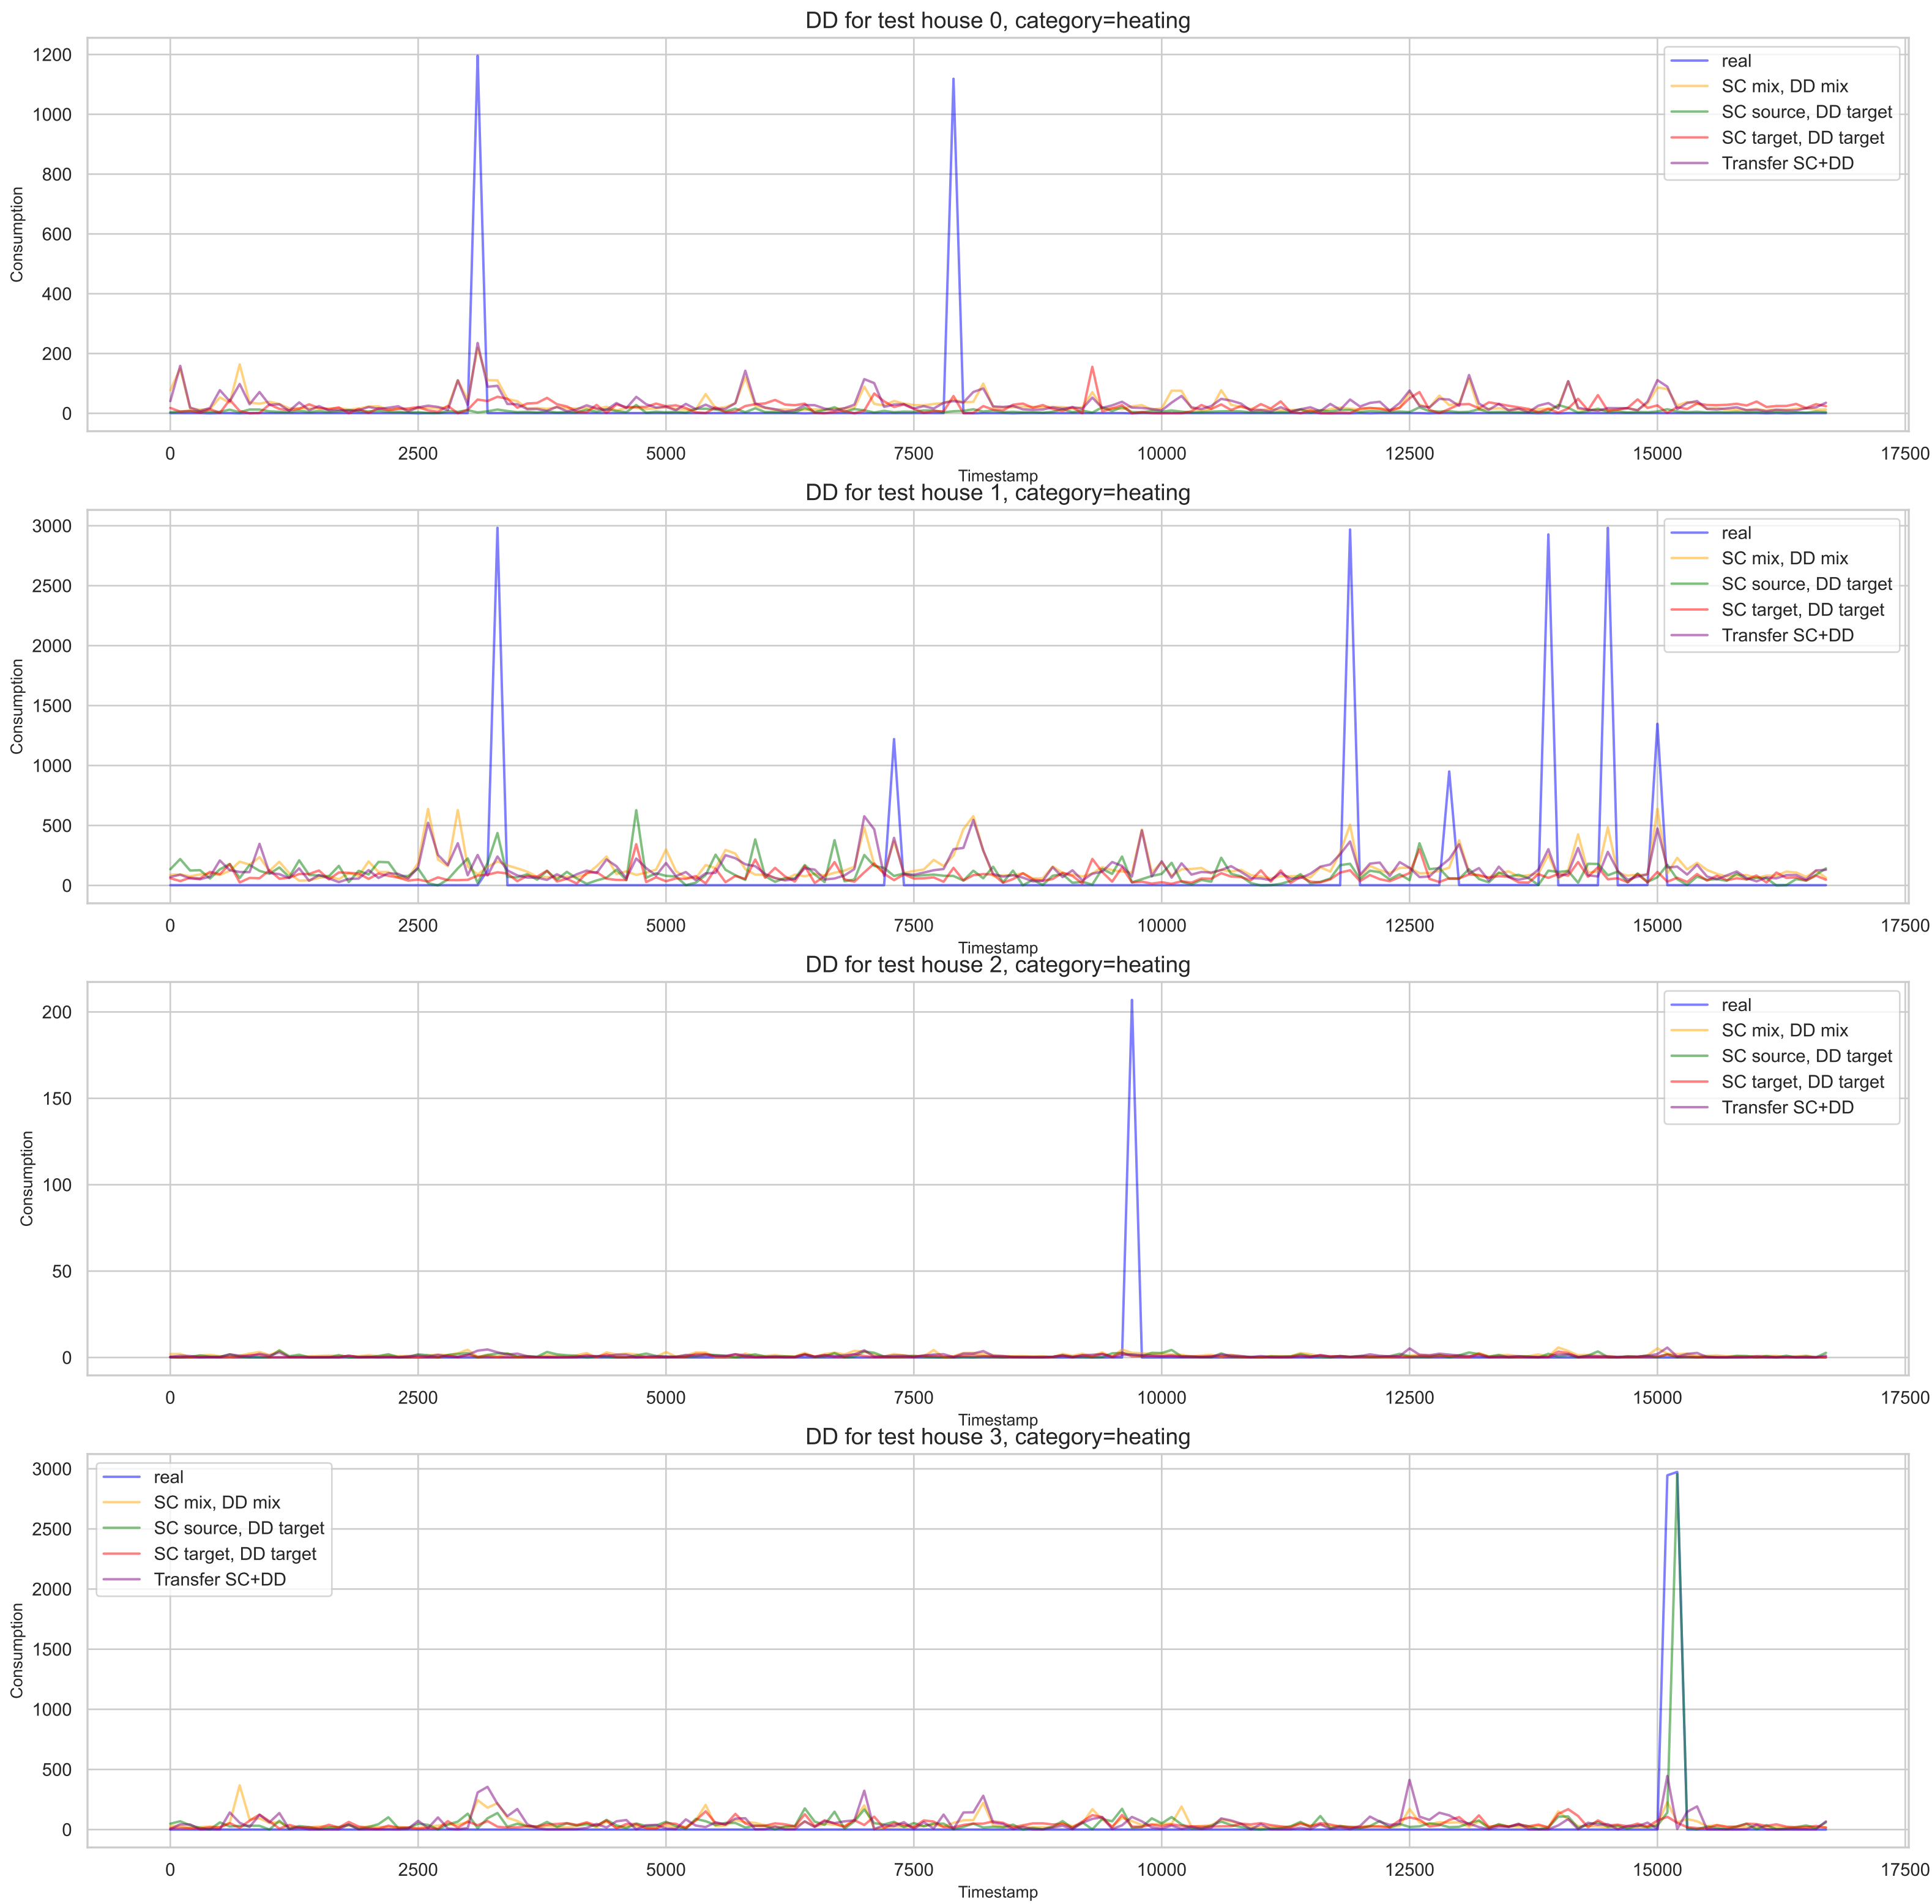 DD for test house 0, category=heating
1200
1000
800
600
400
200
0
Consumption
real
SC mix, DD mix
SC source, DD target
SC target, DD target
Transfer SC+DD
0 2500 5000 7500 10000 12500 15000 17500
Timestamp
DD for test house 1, category=heating
3000
2500
2000
1500
1000
500
0
Consumption
real
SC mix, DD mix
SC source, DD target
SC target, DD target
Transfer SC+DD
0 2500 5000 7500 10000 12500 15000 17500
Timestamp
DD for test house 2, category=heating
200
150
100
50
0
Consumption
real
SC mix, DD mix
SC source, DD target
SC target, DD target
Transfer SC+DD
0 2500 5000 7500 10000 12500 15000 17500
Timestamp
DD for test house 3, category=heating
3000
2500
2000
1500
1000
500
0
Consumption
real
SC mix, DD mix
SC source, DD target
SC target, DD target
Transfer SC+DD
0 2500 5000 7500 10000 12500 15000 17500
Timestamp